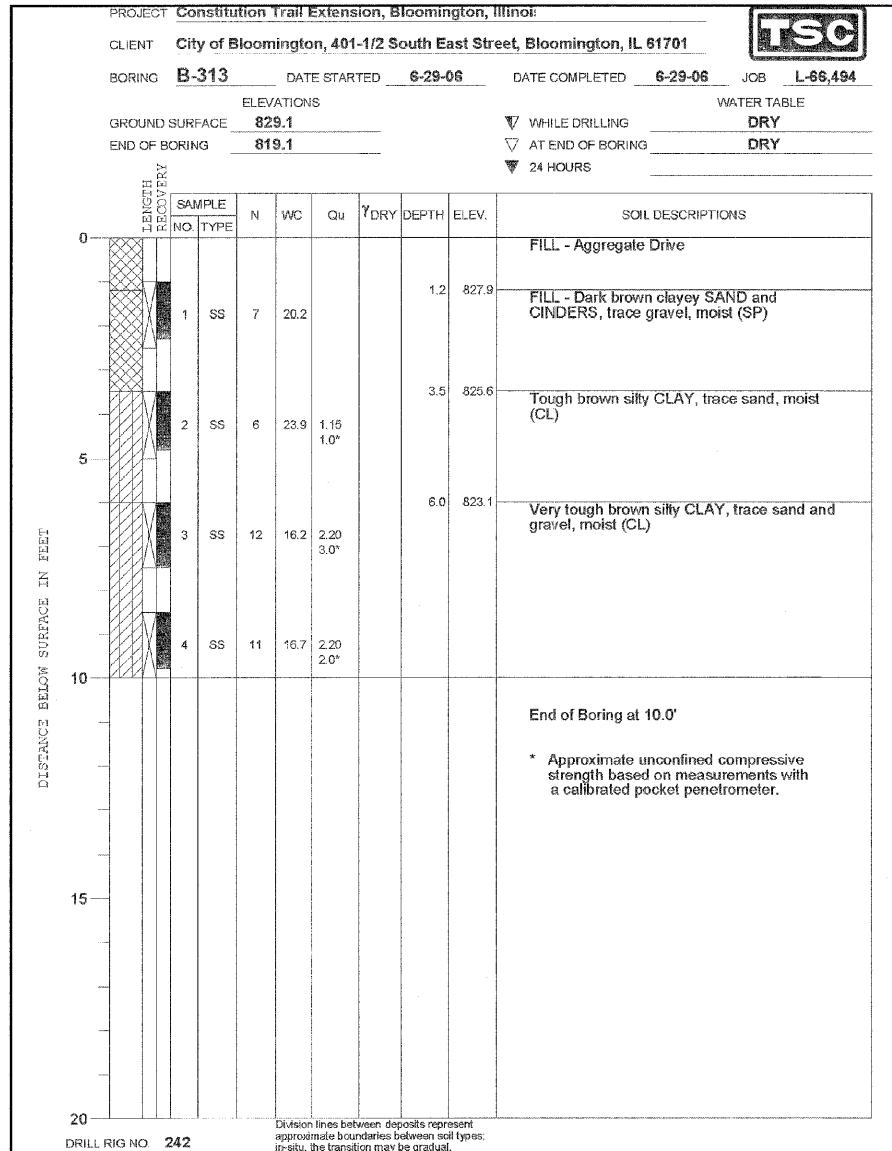 PROJECT Constitution Trail Extension, Bloomington, Illinois
TSC
CLIENT City of Bloomington, 401-1/2 South East Street, Bloomington, IL 61701
BORING B-313 DATE STARTED 6-29-06 DATE COMPLETED 6-29-06 JOB L-66,494
ELEVATIONS WATER TABLE
GROUND SURFACE 829.1 WHILE DRILLING DRY
END OF BORING 819.1 AT END OF BORING DRY
24 HOURS
LENGTH
RECOVERY
SAMPLE
NO. TYPE N WC Qu γDRY DEPTH ELEV. SOIL DESCRIPTIONS
0
FILL - Aggregate Drive
1.2 827.9
FILL - Dark brown clayey SAND and
CINDERS, trace gravel, moist (SP)
1 SS 7 20.2
3.5 825.6
Tough brown silty CLAY, trace sand, moist
(CL)
2 SS 6 23.9 1.15
1.0*
5
6.0 823.1
Very tough brown silty CLAY, trace sand and
gravel, moist (CL)
3 SS 12 16.2 2.20
3.0*
4 SS 11 16.7 2.20
2.0*
10
End of Boring at 10.0'
* Approximate unconfined compressive
strength based on measurements with
a calibrated pocket penetrometer.
15
20
DISTANCE BELOW SURFACE IN FEET
DRILL RIG NO. 242
Division lines between deposits represent
approximate boundaries between soil types;
in-situ, the transition may be gradual.